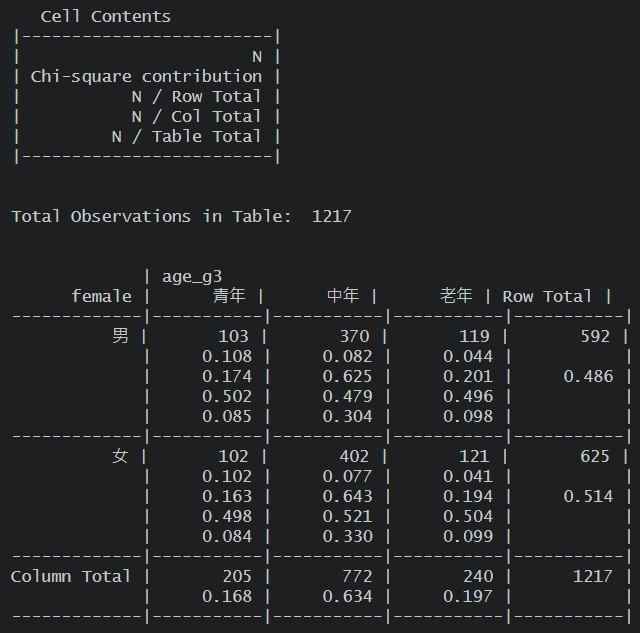 Cell Contents
|-------------------------|
|                       N |
| Chi-square contribution |
|           N / Row Total |
|           N / Col Total |
|         N / Table Total |
|-------------------------|

Total Observations in Table:  1217

             | age_g3
      female |      青年 |      中年 |      老年 | Row Total |
-------------|-----------|-----------|-----------|-----------|
          男 |       103 |       370 |       119 |       592 |
             |     0.108 |     0.082 |     0.044 |           |
             |     0.174 |     0.625 |     0.201 |     0.486 |
             |     0.502 |     0.479 |     0.496 |           |
             |     0.085 |     0.304 |     0.098 |           |
-------------|-----------|-----------|-----------|-----------|
          女 |       102 |       402 |       121 |       625 |
             |     0.102 |     0.077 |     0.041 |           |
             |     0.163 |     0.643 |     0.194 |     0.514 |
             |     0.498 |     0.521 |     0.504 |           |
             |     0.084 |     0.330 |     0.099 |           |
-------------|-----------|-----------|-----------|-----------|
Column Total |       205 |       772 |       240 |      1217 |
             |     0.168 |     0.634 |     0.197 |           |
-------------|-----------|-----------|-----------|-----------|